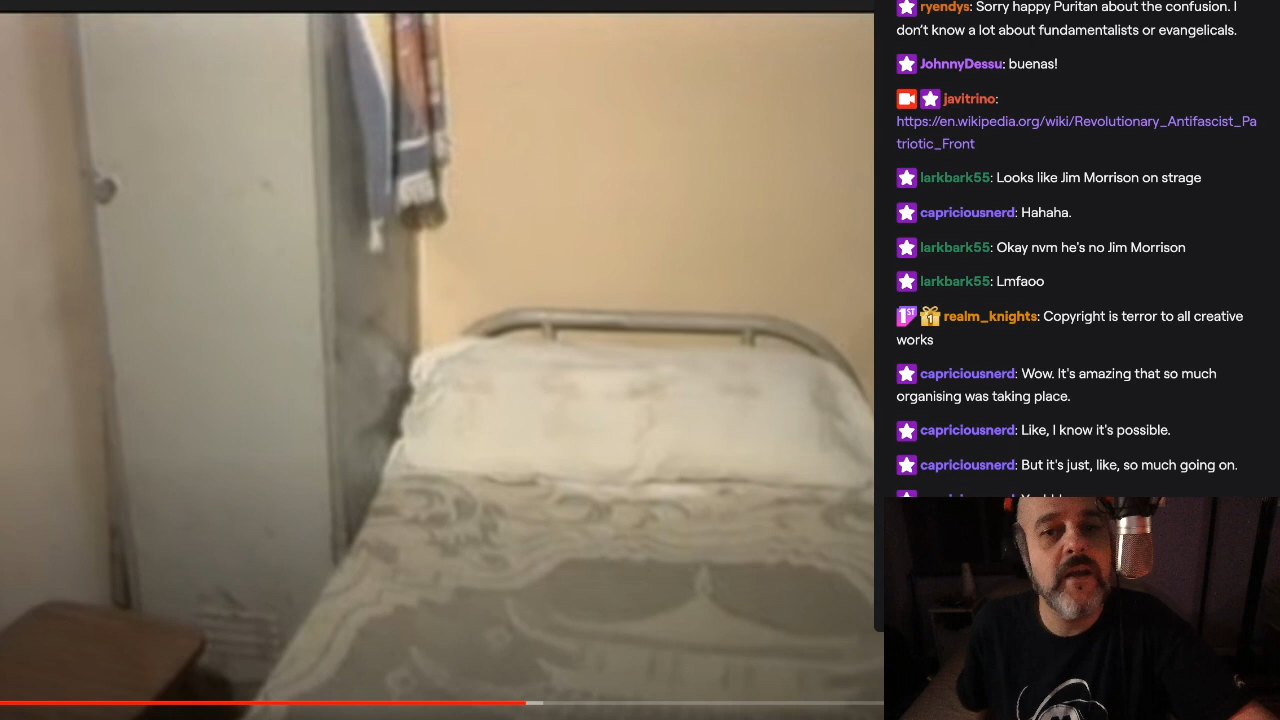 ryendys: Sorry happy Puritan about the confusion. I
don't know a lot about fundamentalists or evangelicals.
JohnnyDessu: buenas!
javitrino:
https://en.wikipedia.org/wiki/Revolutionary_Antifascist_Pa
triotic_Front
larkbark55: Looks like Jim Morrison on strage
capriciousnerd: Hahaha.
larkbark55: Okay nvm he's no Jim Morrison
larkbark55: Lmfaoo
1ST 1 realm_knights: Copyright is terror to all creative
works
capriciousnerd: Wow. It's amazing that so much
organising was taking place.
capriciousnerd: Like, I know it's possible.
capriciousnerd: But it's just, like, so much going on.